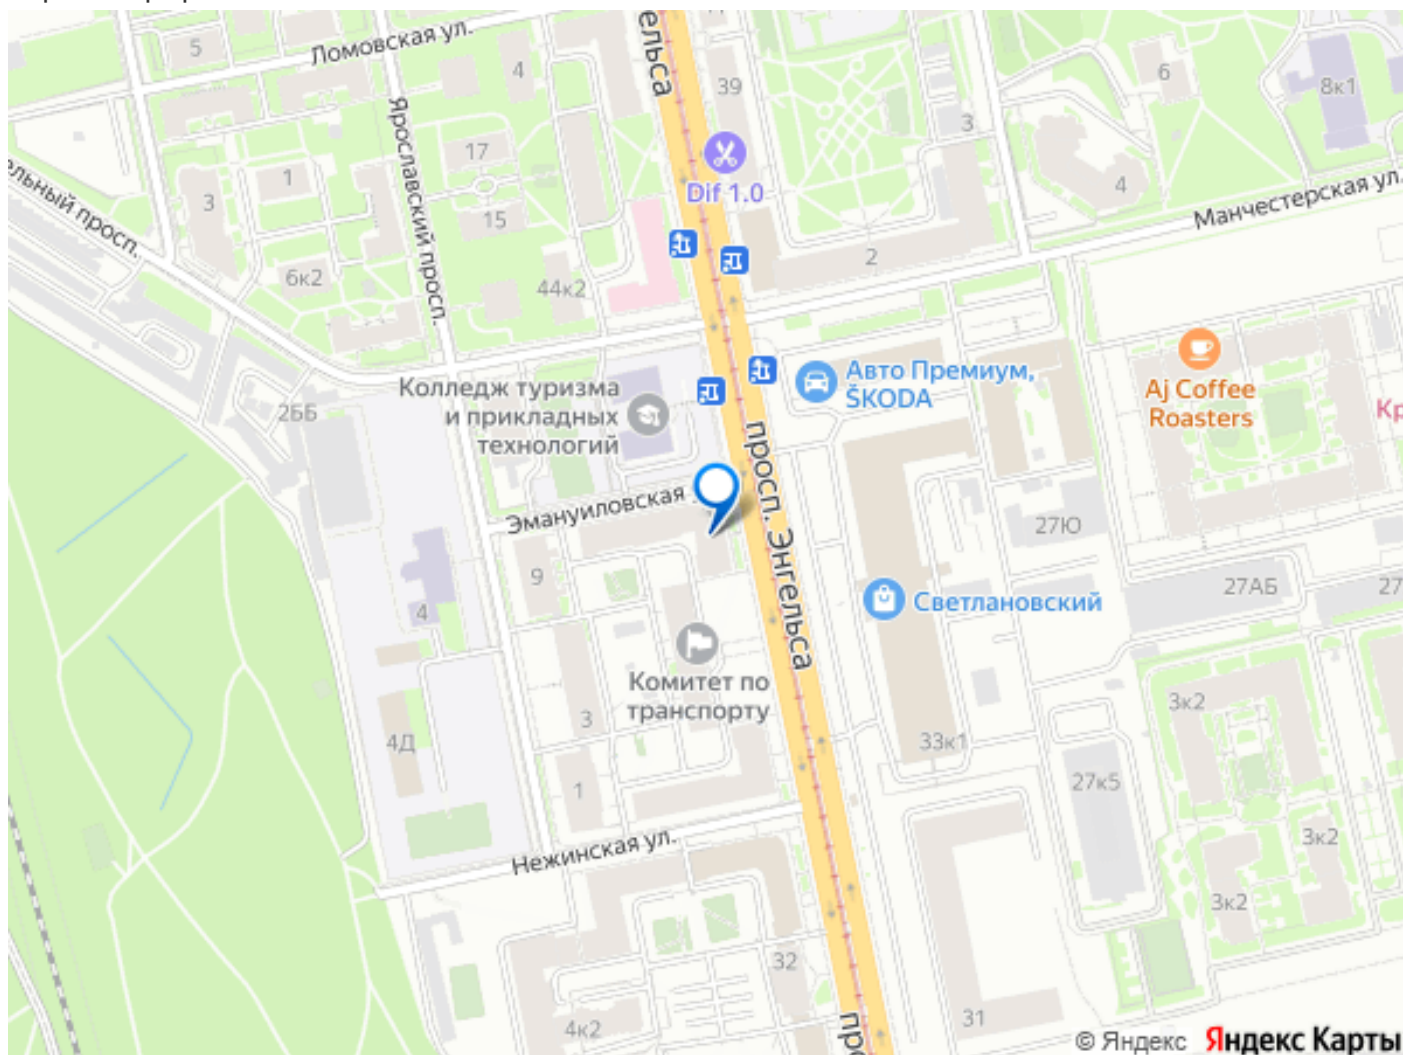 Ломовская ул.
5
4
39
ельса
6
8к1
3
Dif 1.0
17
1
3
15
4
Манчестерская ул.
ельный просп.
Ярославский просп.
6к2
44к2
2
Авто Премиум,
ŠKODA
Aj Coffee
Roasters
Кр
Колледж туризма
и прикладных
технологий
2ББ
просп. Энгельса
Эмануиловская
27Ю
9
4
Светлановский
27АБ
27
Комитет по
транспорту
3
4Д
33к1
3к2
27к5
1
Нежинская ул.
3к2
3к2
32
31
4к2
про
© Яндекс Яндекс Карты